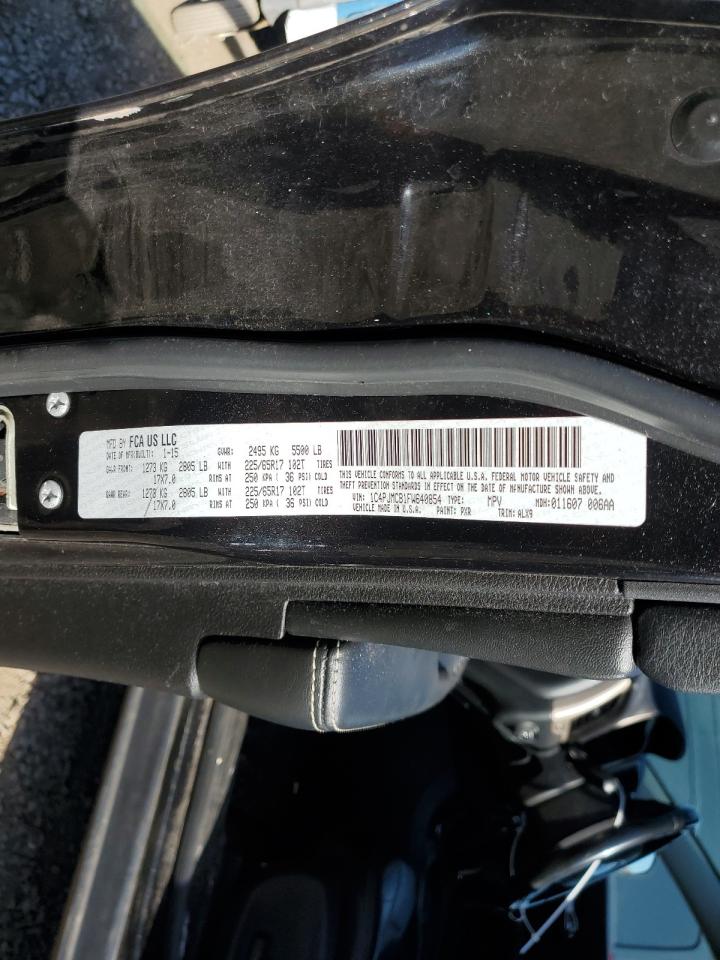 MFD BY FCA US LLC
DATE OF MFR(BUILT): 1-15 GVWR: 2495 KG 5500 LB
GAWR FRONT: 1273 KG 2805 LB WITH 225/65R17 102T TIRES
17X7.0 RIMS AT 250 KPA ( 36 PSI) COLD
GAWR REAR: 1273 KG 2805 LB WITH 225/65R17 102T TIRES
17X7.0 RIMS AT 250 KPA ( 36 PSI) COLD
THIS VEHICLE CONFORMS TO ALL APPLICABLE U.S.A. FEDERAL MOTOR VEHICLE SAFETY AND
THEFT PREVENTION STANDARDS IN EFFECT ON THE DATE OF MANUFACTURE SHOWN ABOVE.
VIN: 1C4PJMCB1FW640854 TYPE: MPV MDH: 011607 006AA
VEHICLE MADE IN U.S.A. PAINT: PXR TRIM: ALX9